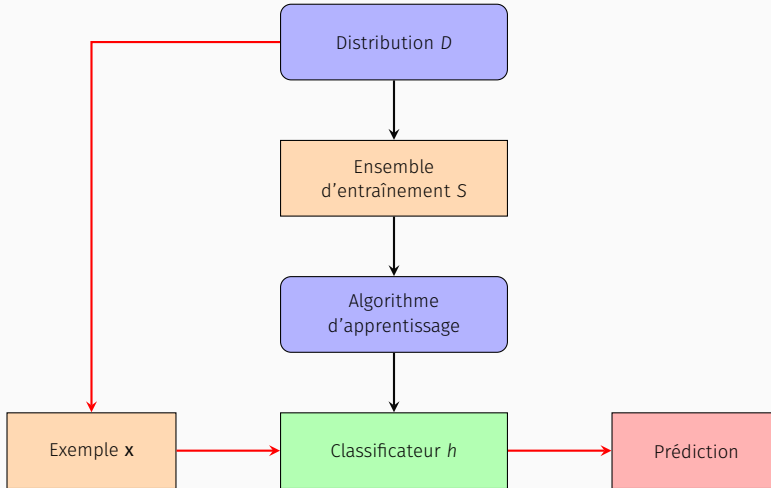 Distribution D
Ensemble
d'entraînement S
Algorithme
d'apprentissage
Exemple x
Classificateur h
Prédiction